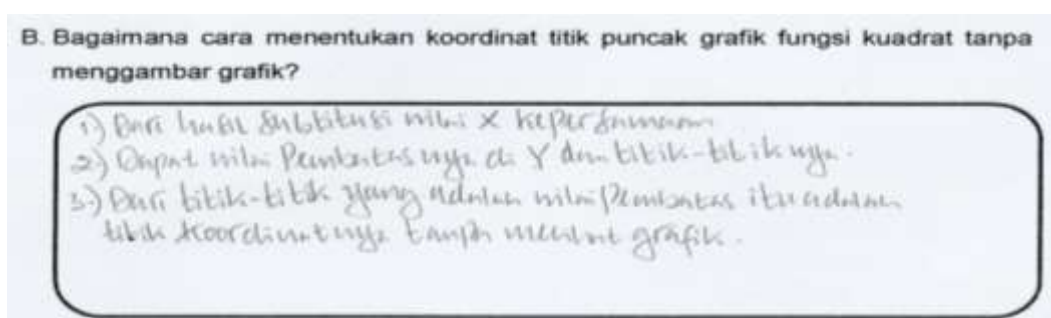 B. Bagaimana cara menentukan koordinat titik puncak grafik fungsi kuadrat tanpa
menggambar grafik?
1) Dari hasil Substitusi nilai X kepersamaan
2) Dapat nilai Pembatas nya di Y dan titik-titik nya.
3.) Dari titik-titik yang adalah nilai Pembatas itu adalah
titik Koordinatnya tanpa melihat grafik.